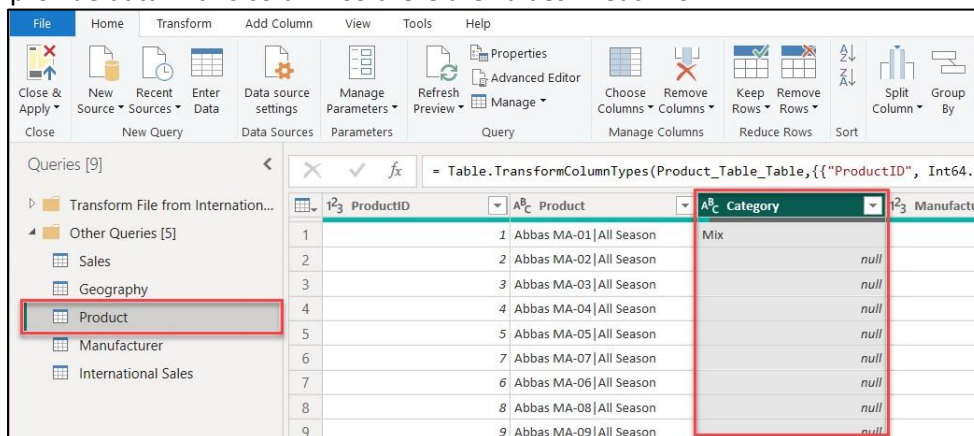 File Home Transform Add Column View Tools Help
Close & Apply New Source Recent Sources Enter Data Data source settings Manage Parameters Refresh Preview Properties Advanced Editor Manage Choose Columns Remove Columns Keep Rows Remove Rows Split Column Group By
Close New Query Data Sources Parameters Query Manage Columns Reduce Rows Sort
Queries [9]
Transform File from Internation...
Other Queries [5]
Sales
Geography
Product
Manufacturer
International Sales
fx = Table.TransformColumnTypes(Product_Table_Table,{{"ProductID", Int64.
123 ProductID ABC Product ABC Category 123 Manufactu
1 1 Abbas MA-01|All Season Mix
2 2 Abbas MA-02|All Season null
3 3 Abbas MA-03|All Season null
4 4 Abbas MA-04|All Season null
5 5 Abbas MA-05|All Season null
6 7 Abbas MA-07|All Season null
7 6 Abbas MA-06|All Season null
8 8 Abbas MA-08|All Season null
9 9 Abbas MA-09|All Season null